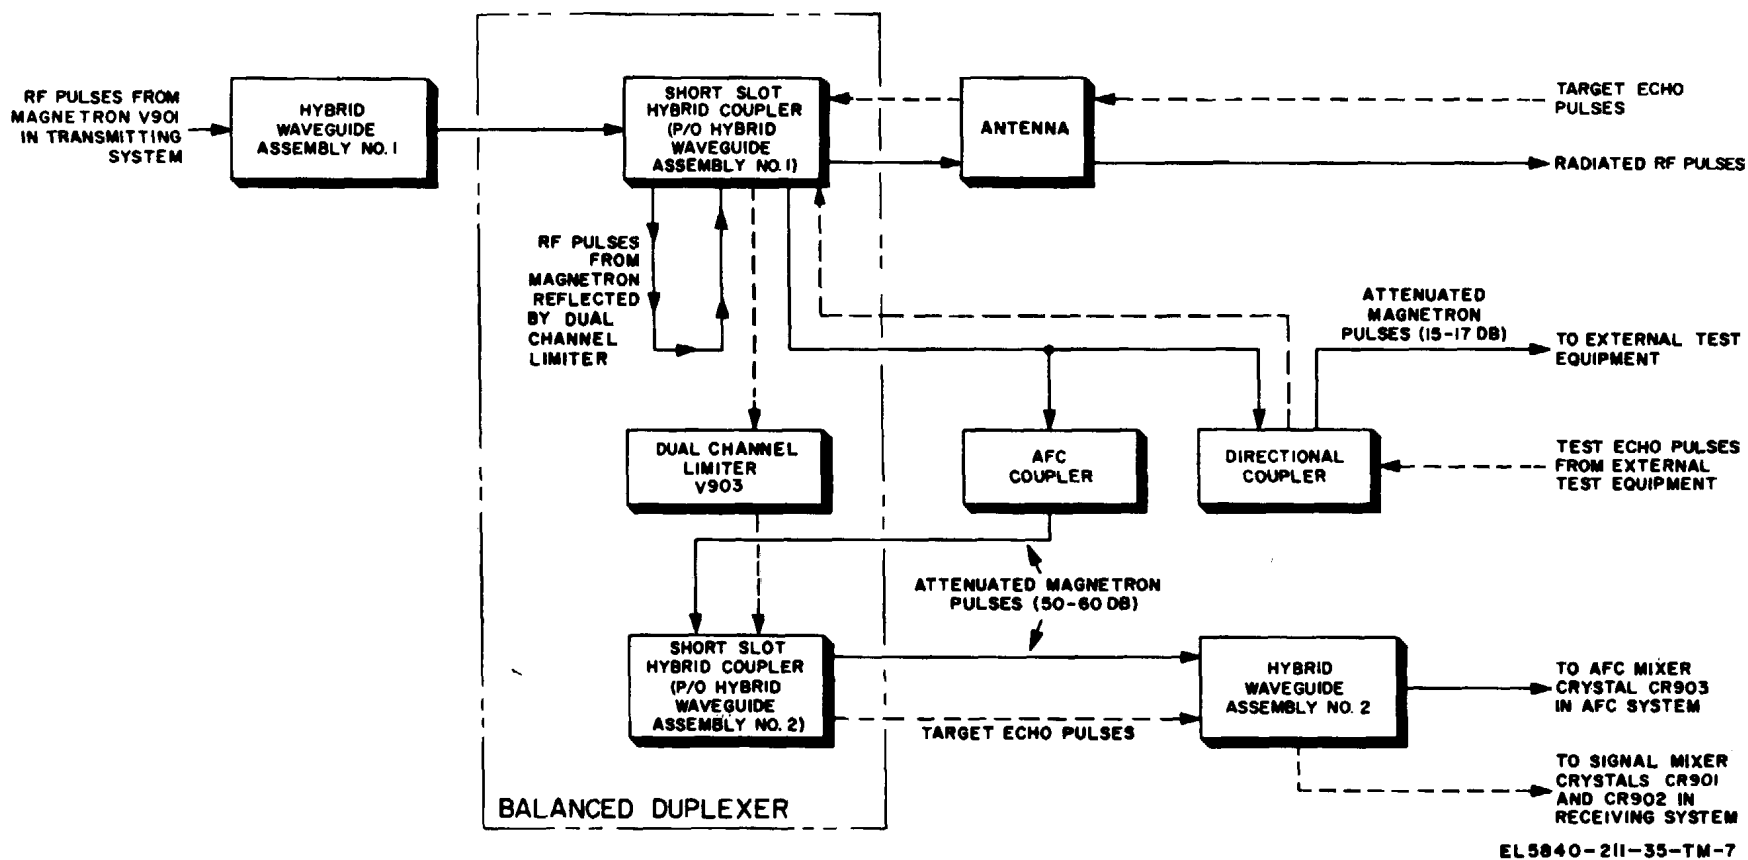 RF PULSES FROM
MAGNETRON V901
IN TRANSMITTING
SYSTEM
HYBRID
WAVEGUIDE
ASSEMBLY NO. 1
SHORT SLOT
HYBRID COUPLER
(P/O HYBRID
WAVEGUIDE
ASSEMBLY NO. 1)
ANTENNA
TARGET ECHO
PULSES
RADIATED RF PULSES
RF PULSES
FROM
MAGNETRON
REFLECTED
BY DUAL
CHANNEL
LIMITER
ATTENUATED
MAGNETRON
PULSES (15-17 DB)
TO EXTERNAL TEST
EQUIPMENT
DUAL CHANNEL
LIMITER
V903
AFC
COUPLER
DIRECTIONAL
COUPLER
TEST ECHO PULSES
FROM EXTERNAL
TEST EQUIPMENT
ATTENUATED MAGNETRON
PULSES (50-60 DB)
SHORT SLOT
HYBRID COUPLER
(P/O HYBRID
WAVEGUIDE
ASSEMBLY NO. 2)
TARGET ECHO PULSES
HYBRID
WAVEGUIDE
ASSEMBLY NO. 2
TO AFC MIXER
CRYSTAL CR903
IN AFC SYSTEM
TO SIGNAL MIXER
CRYSTALS CR901
AND CR902 IN
RECEIVING SYSTEM
BALANCED DUPLEXER
EL5840-211-35-TM-7